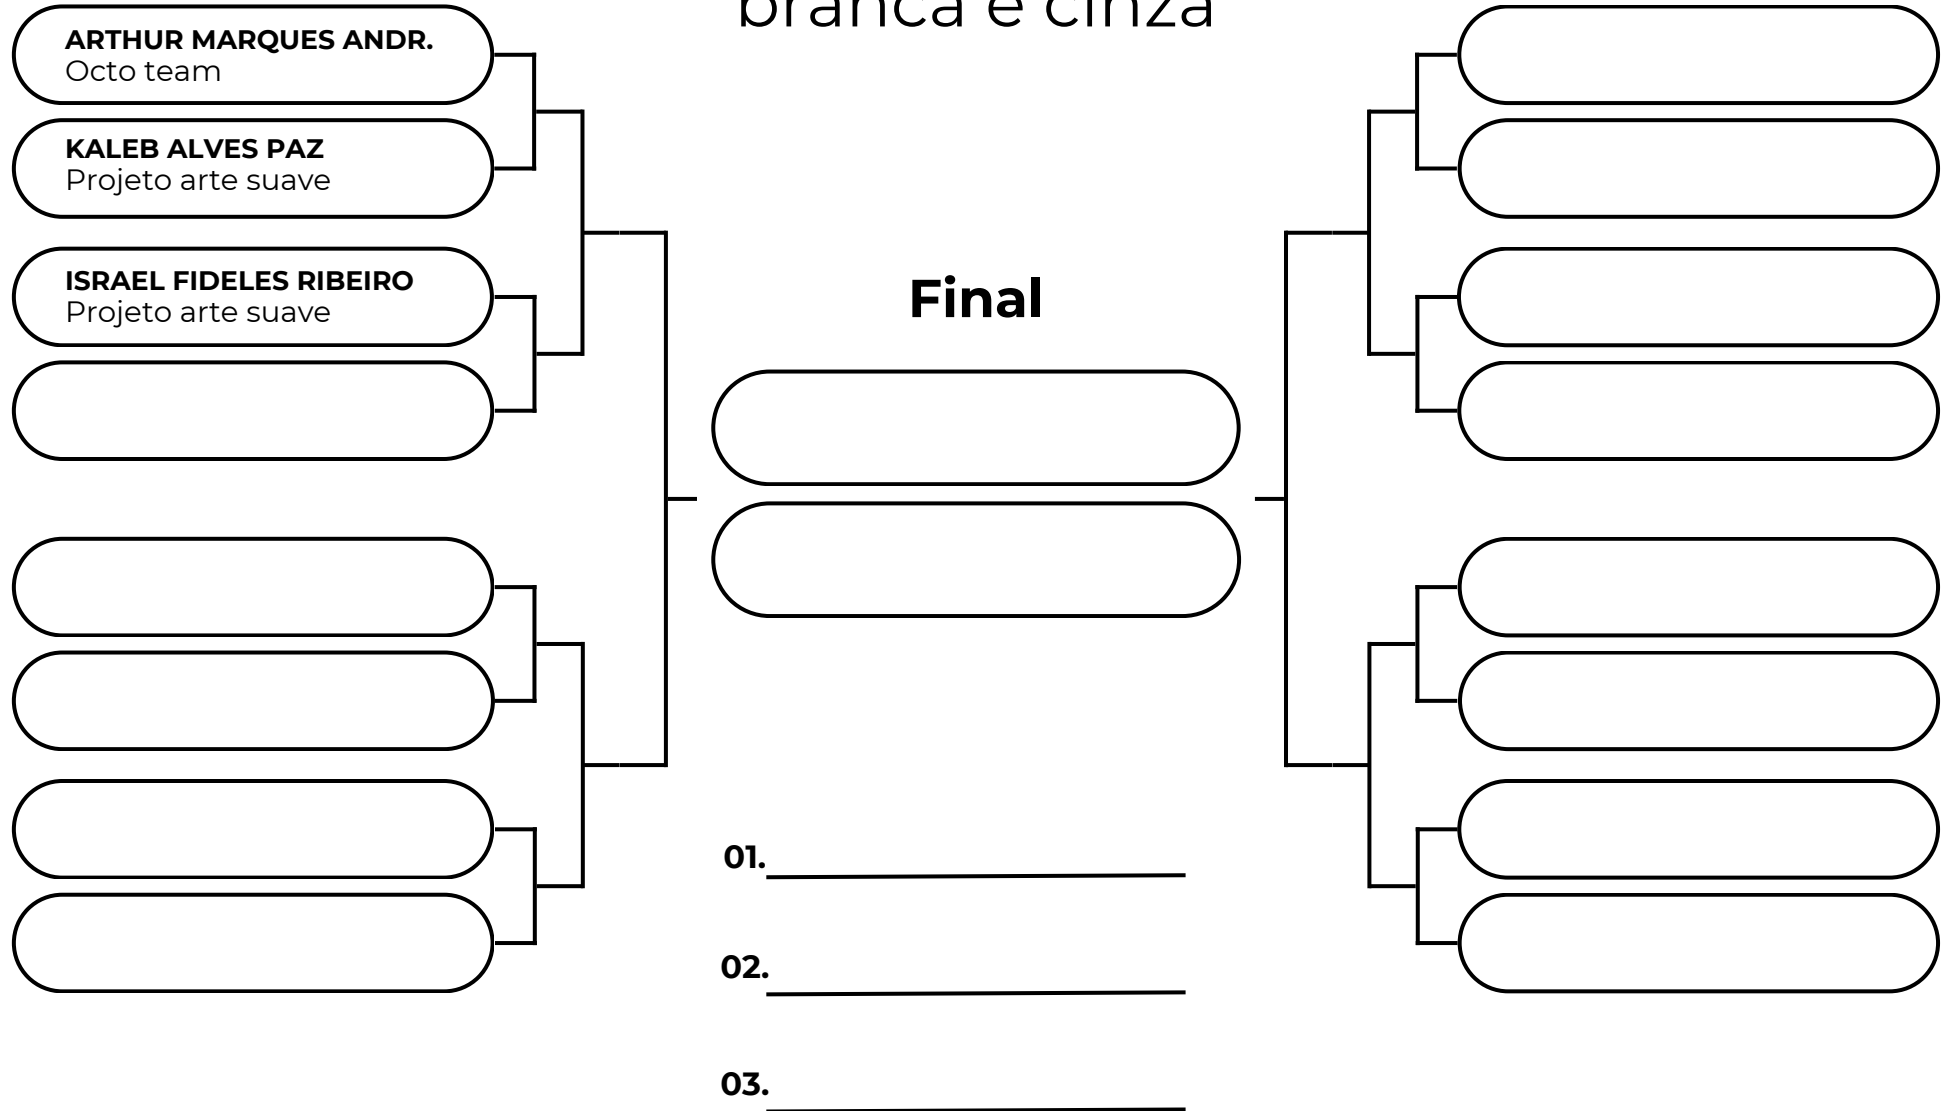 branca e cinza
ARTHUR MARQUES ANDR.
Octo team
KALEB ALVES PAZ
Projeto arte suave
ISRAEL FIDELES RIBEIRO
Projeto arte suave
Final
01.
02.
03.